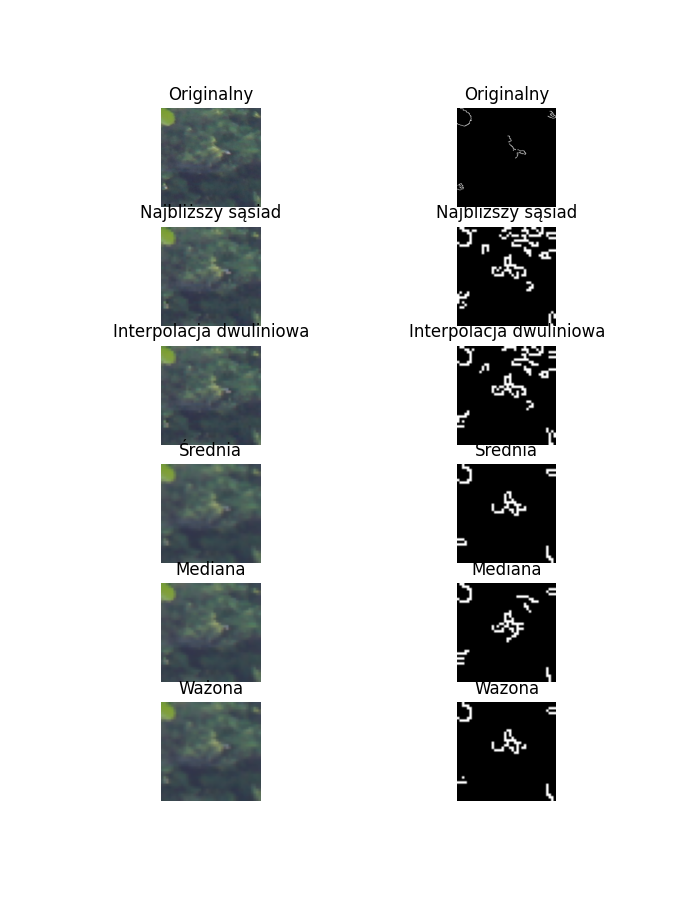 Originalny Originalny
Najbliższy sąsiad Najbliższy sąsiad
Interpolacja dwuliniowa Interpolacja dwuliniowa
Średnia Średnia
Mediana Mediana
Ważona Ważona